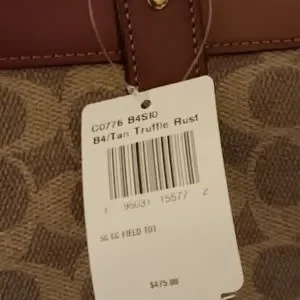 C0776 B4SI0
B4/Tan Truffle Rust
1 95031 15577 2
SG CC FIELD TOT
$475.00